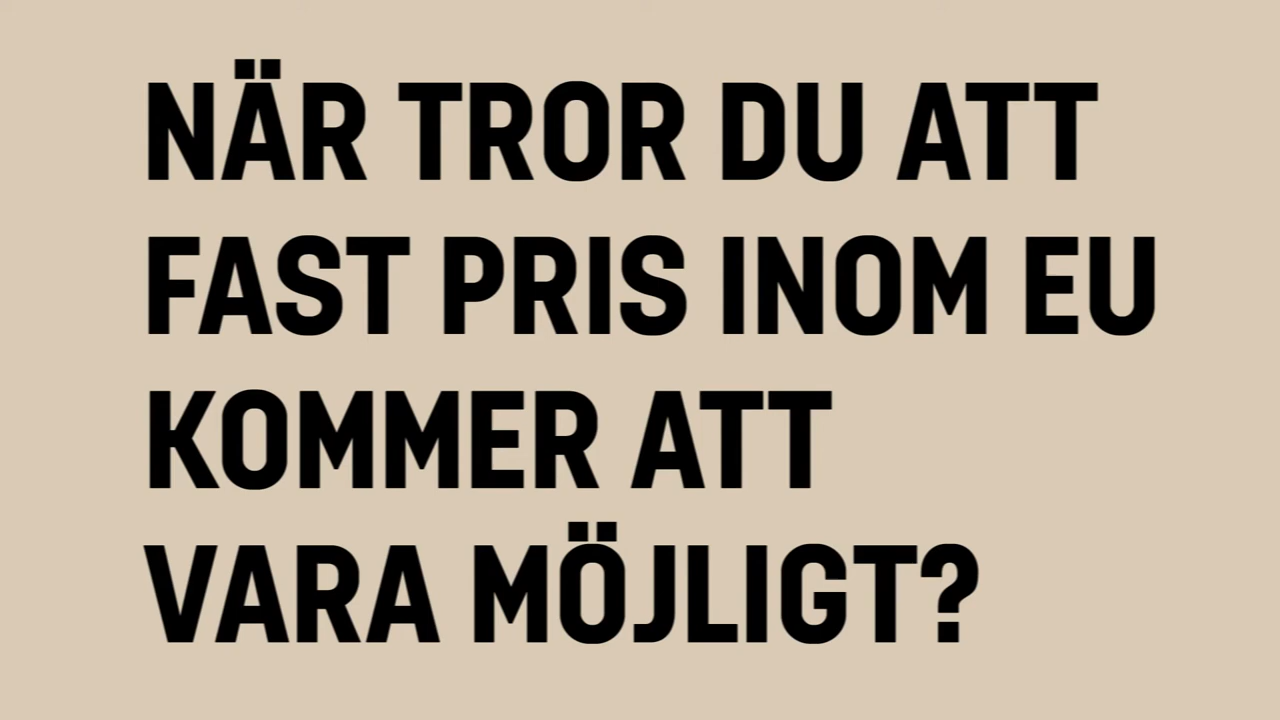 NÄR TROR DU ATT
FAST PRIS INOM EU
KOMMER ATT
VARA MÖJLIGT?